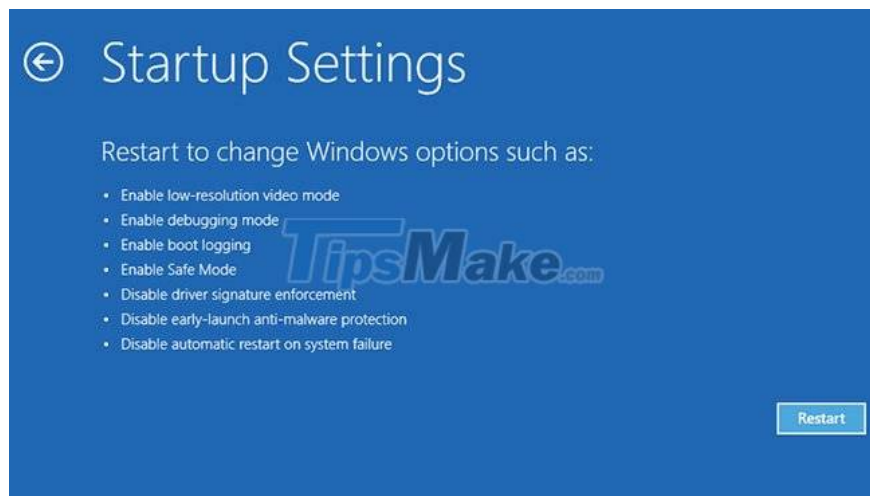 Startup Settings
Restart to change Windows options such as:
• Enable low-resolution video mode
• Enable debugging mode
• Enable boot logging
• Enable Safe Mode
• Disable driver signature enforcement
• Disable early-launch anti-malware protection
• Disable automatic restart on system failure
TipsMake.com
Restart